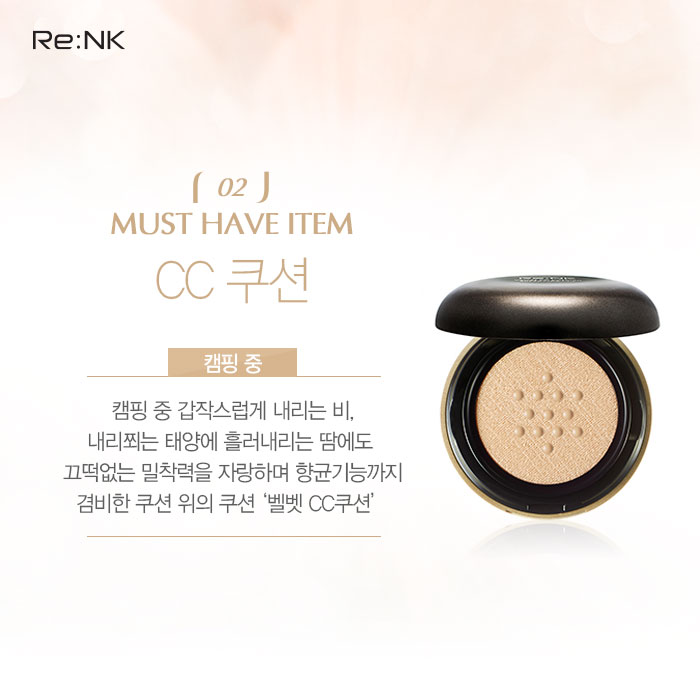 Re:NK
02
MUST HAVE ITEM
CC 쿠션
캠핑 중
캠핑 중 갑작스럽게 내리는 비,
내리쬐는 태양에 흘러내리는 땀에도
끄떡없는 밀착력을 자랑하며 향균기능까지
겸비한 쿠션 위의 쿠션 ‘벨벳 CC쿠션’
Re:NK